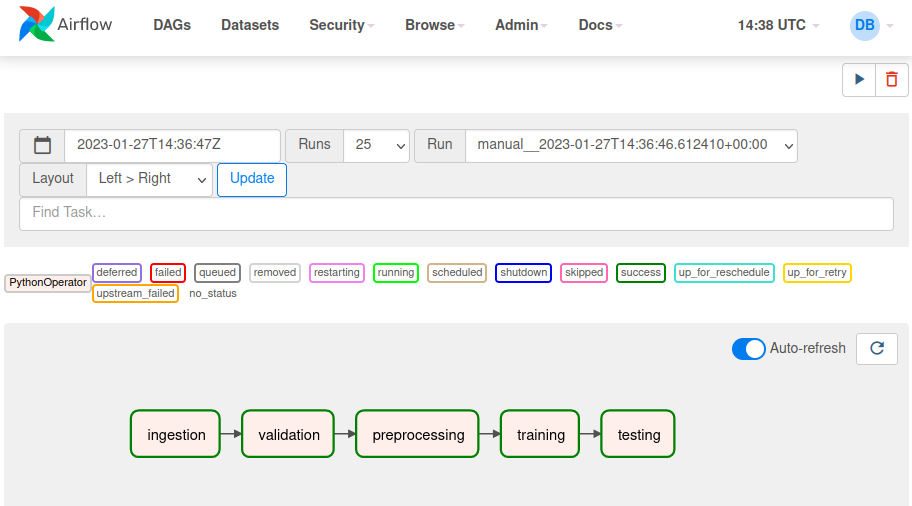 Airflow DAGs Datasets Security Browse Admin Docs 14:38 UTC DB
2023-01-27T14:36:47Z Runs 25 Run manual__2023-01-27T14:36:46.612410+00:00
Layout Left > Right Update
Find Task…
PythonOperator deferred failed queued removed restarting running scheduled shutdown skipped success up_for_reschedule up_for_retry
upstream_failed no_status
Auto-refresh
ingestion validation preprocessing training testing